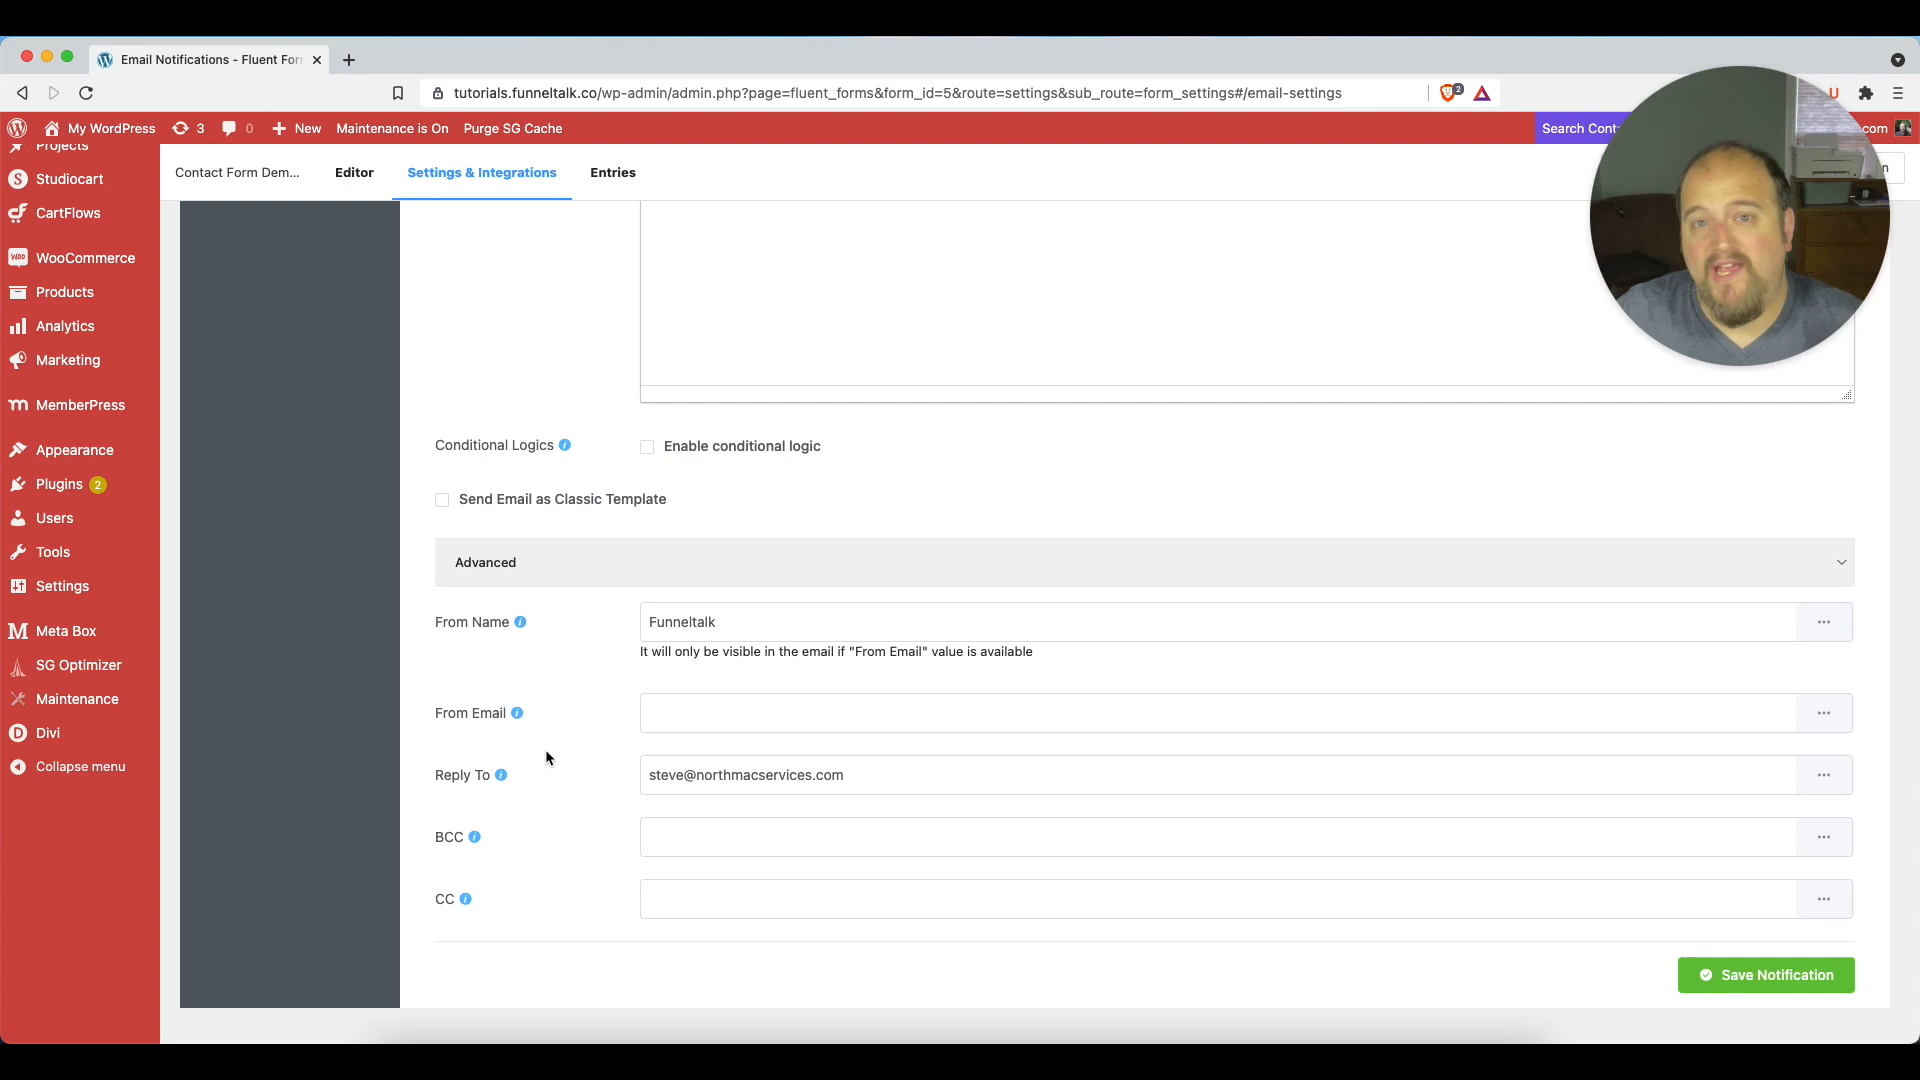 Email Notifications - Fluent For
tutorials.funneltalk.co/wp-admin/admin.php?page=fluent_forms&form_id=5&route=settings&sub_route=form_settings#/email-settings
2
My WordPress
3
0
New
Maintenance is On
Purge SG Cache
Search Cont
com
Projects
Studiocart
CartFlows
WooCommerce
Products
Analytics
Marketing
MemberPress
Appearance
Plugins 2
Users
Tools
Settings
Meta Box
SG Optimizer
Maintenance
Divi
Collapse menu
Contact Form Dem...
Editor
Settings & Integrations
Entries
Conditional Logics
Enable conditional logic
Send Email as Classic Template
Advanced
From Name
Funneltalk
It will only be visible in the email if "From Email" value is available
From Email
Reply To
steve@northmacservices.com
BCC
CC
Save Notification